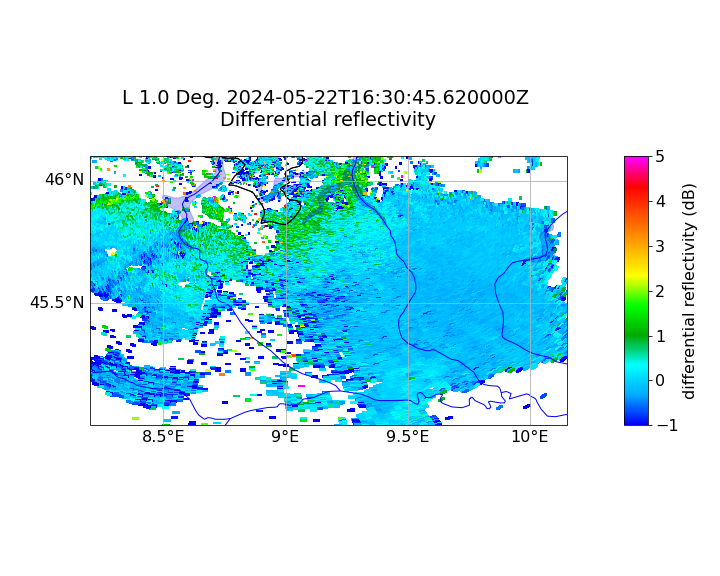 L 1.0 Deg. 2024-05-22T16:30:45.620000Z
Differential reflectivity
46°N
45.5°N
8.5°E
9°E
9.5°E
10°E
5
4
3
2
1
0
−1
differential reflectivity (dB)